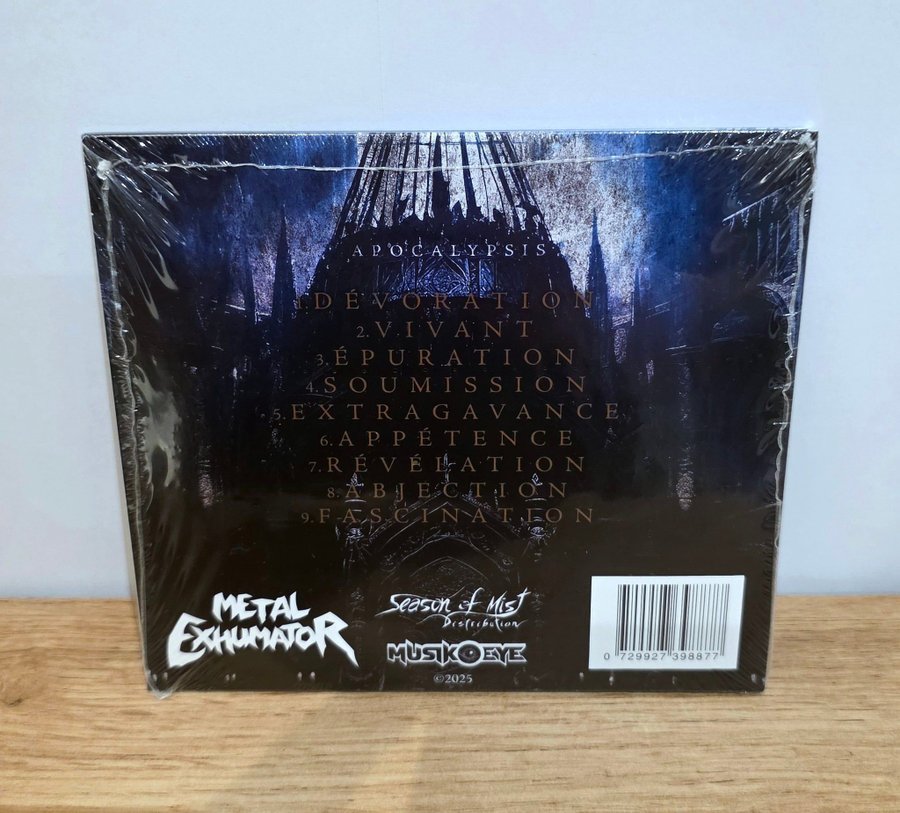 APOCALYPSIS
1. DÉVORATION
2. VIVANT
3. ÉPURATION
4. SOUMISSION
5. EXTRAGAVANCE
6. APPÉTENCE
7. RÉVÉLATION
8. ABJECTION
9. FASCINATION
METAL
EXHUMATOR
Season of Mist
Distribution
MUSIKOEYE
©2025
0 729927 398877